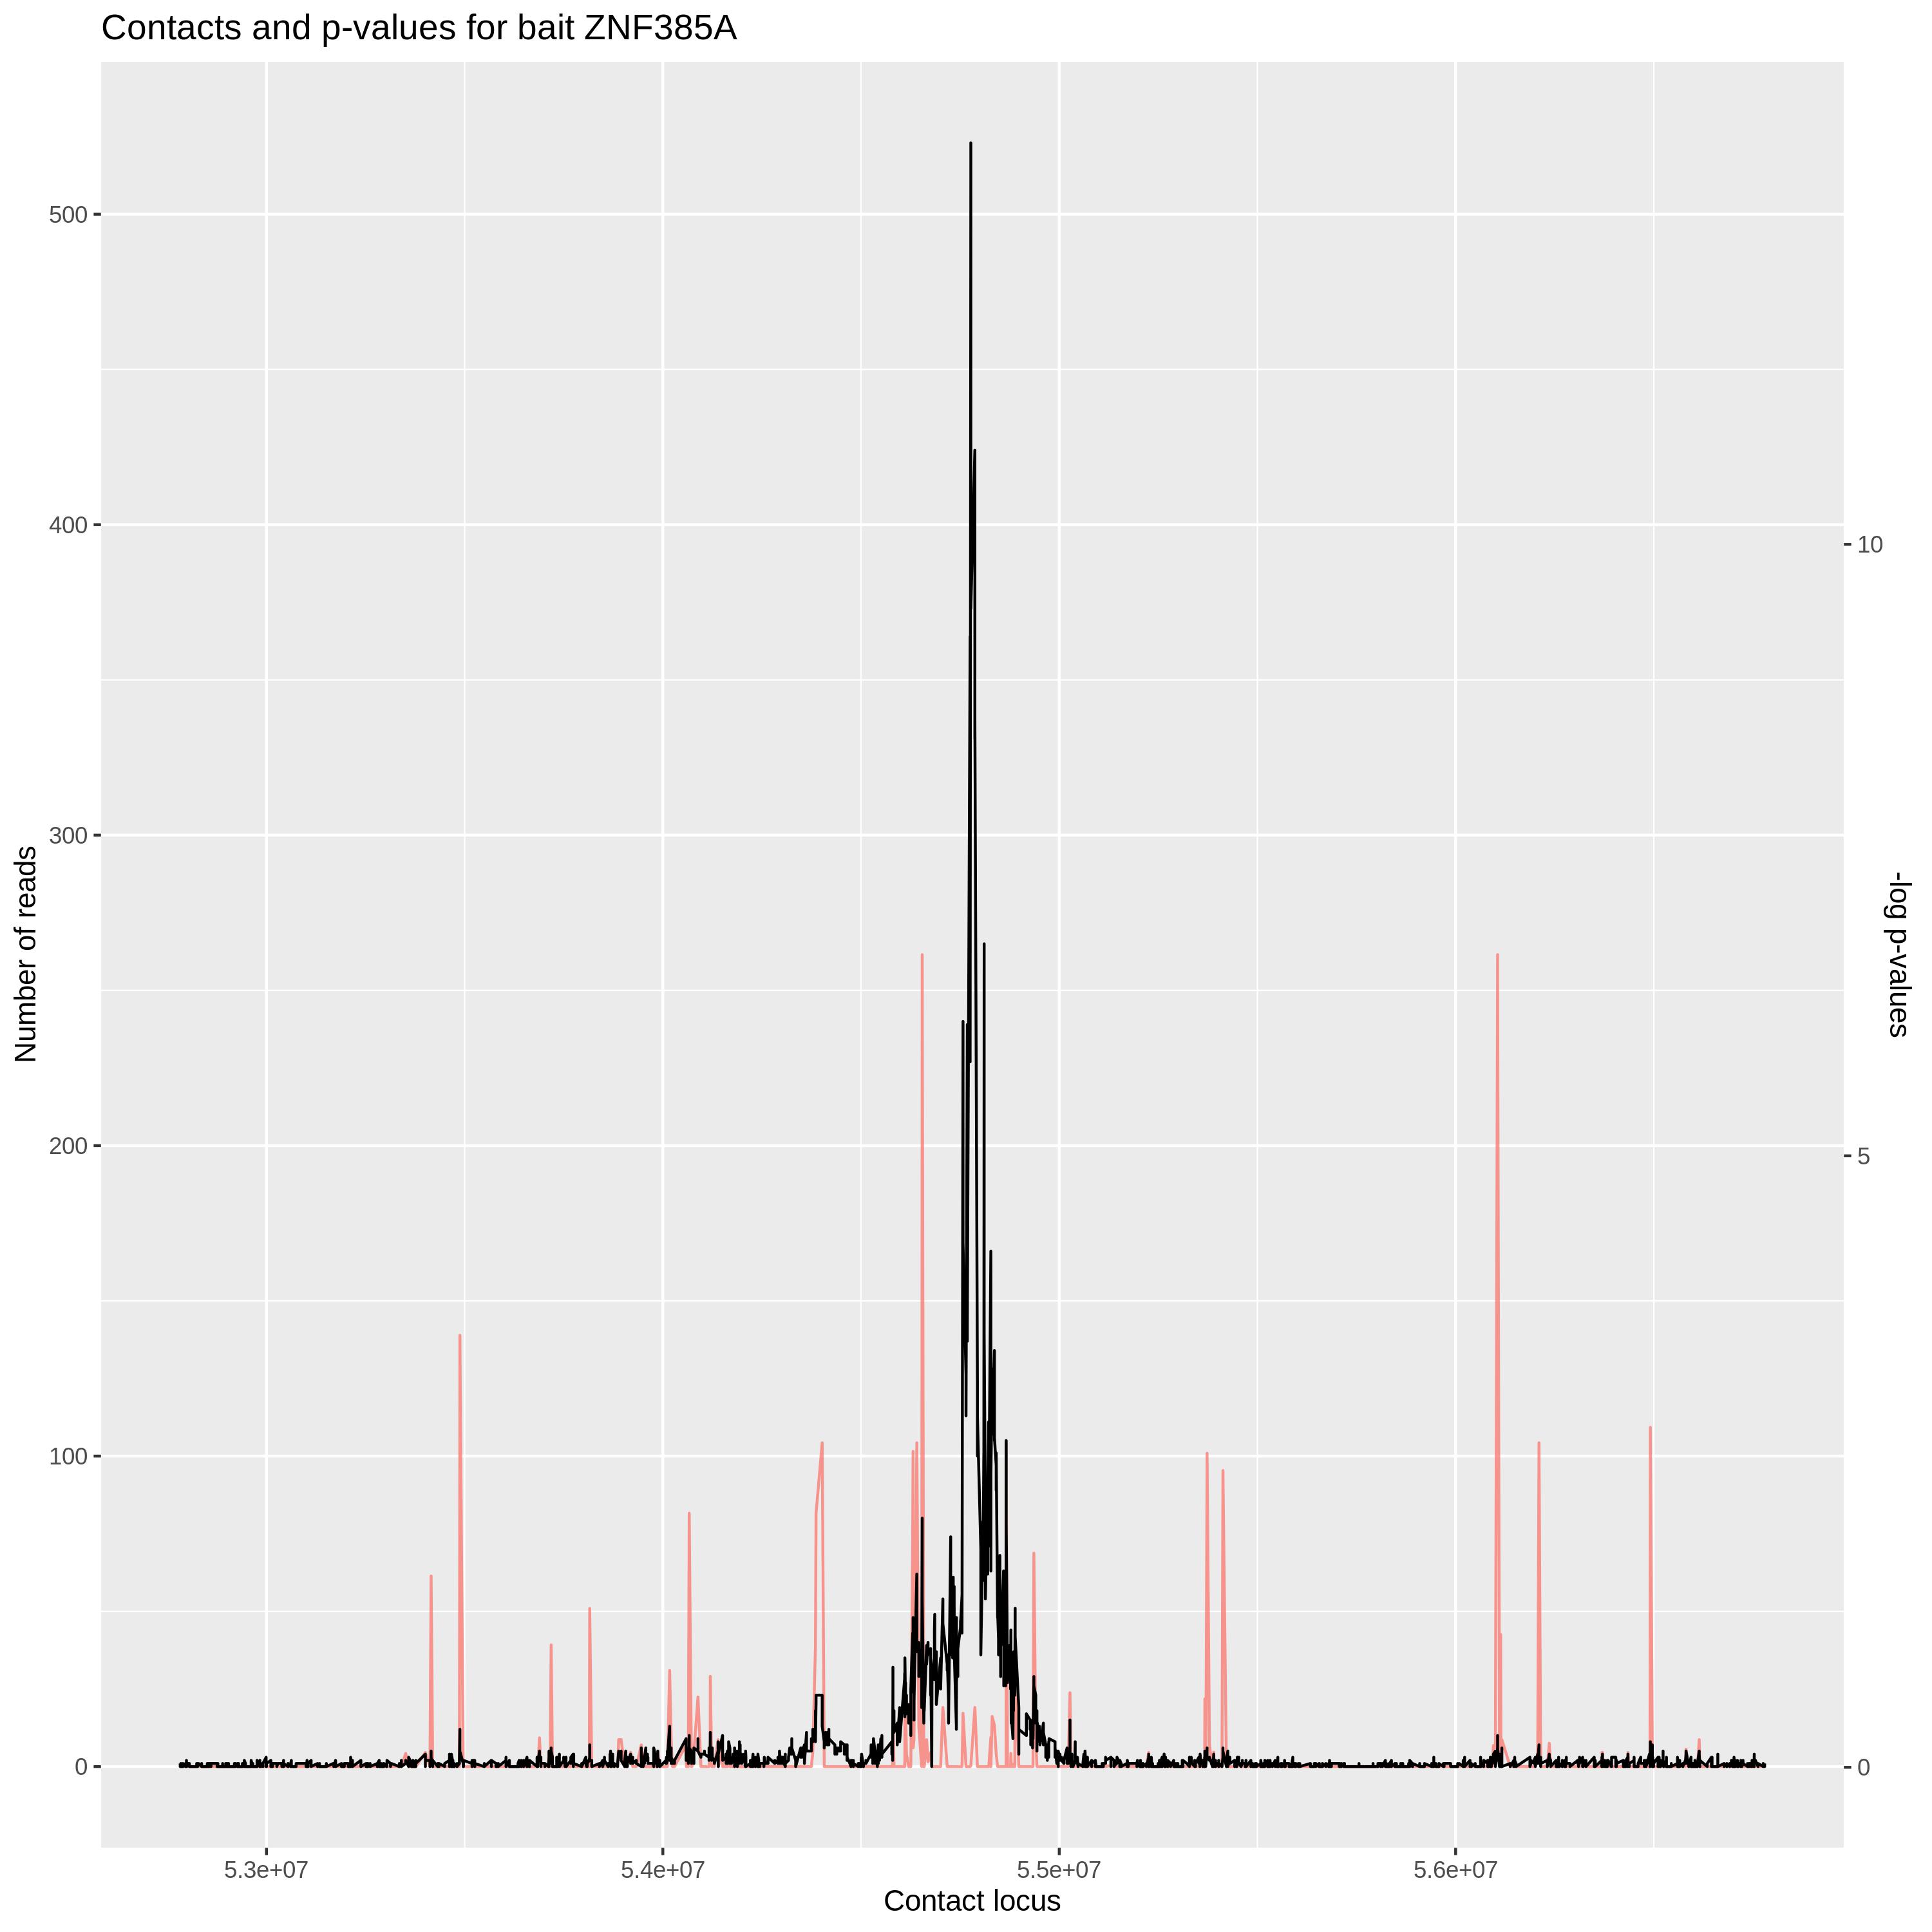 Contacts and p-values for bait ZNF385A
500
400
300
200
100
0
Number of reads
10
5
0
-log p-values
5.3e+07
5.4e+07
5.5e+07
5.6e+07
Contact locus